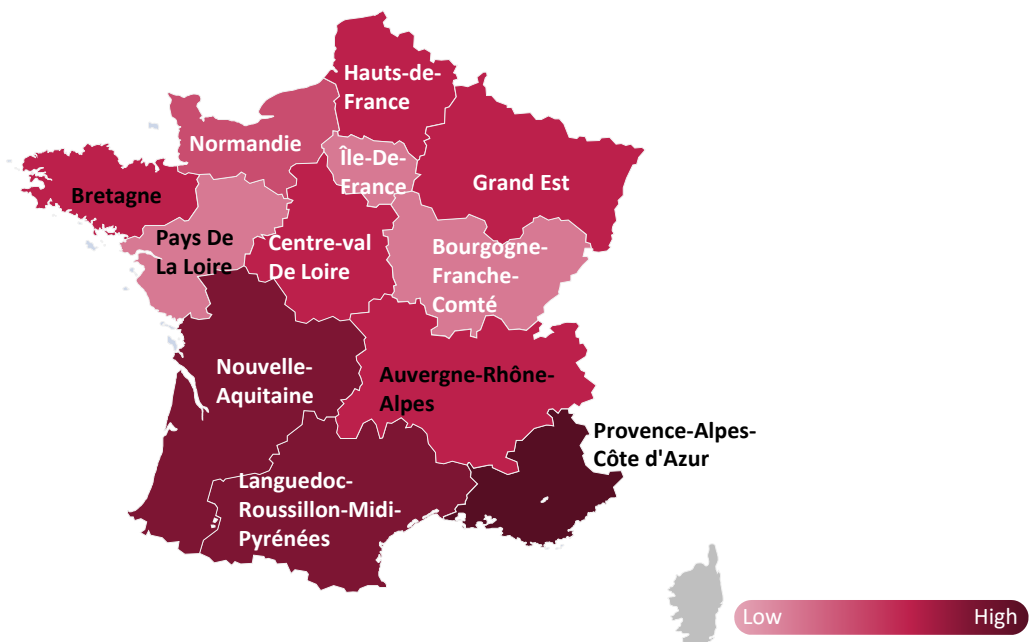 Hauts-de-
France
Normandie
Île-De-
France
Grand Est
Bretagne
Pays De
La Loire
Centre-val
De Loire
Bourgogne-
Franche-
Comté
Nouvelle-
Aquitaine
Auvergne-Rhône-
Alpes
Provence-Alpes-
Côte d'Azur
Languedoc-
Roussillon-Midi-
Pyrénées
Low
High